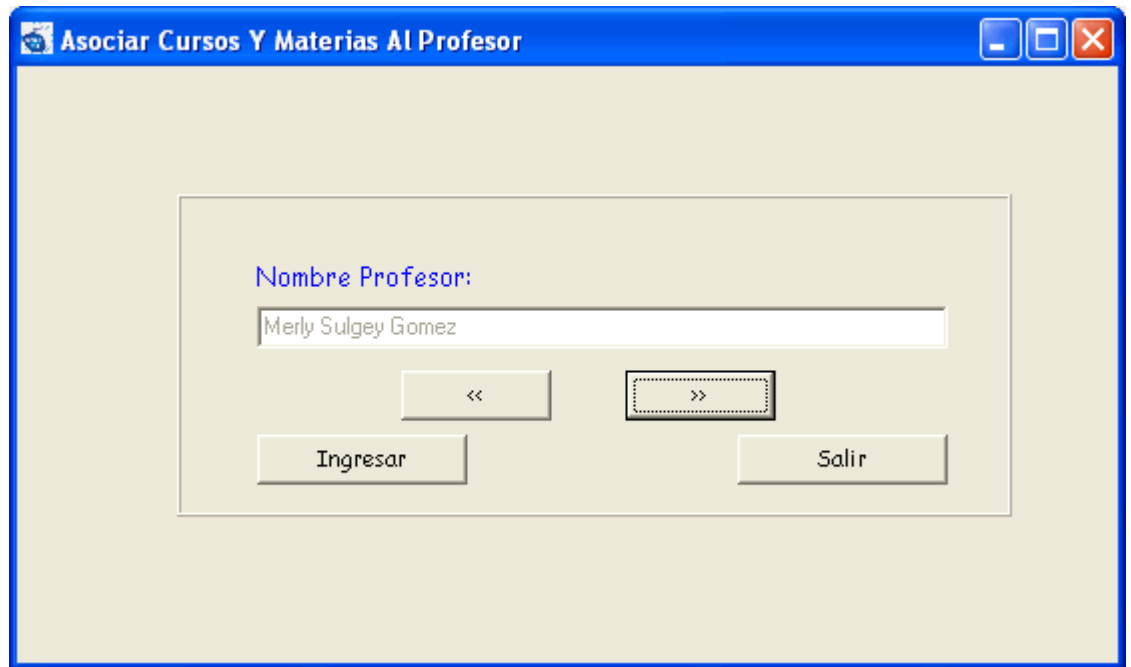 Asociar Cursos Y Materias Al Profesor
Nombre Profesor:
Merly Sulgey Gomez
<< >>
Ingresar Salir